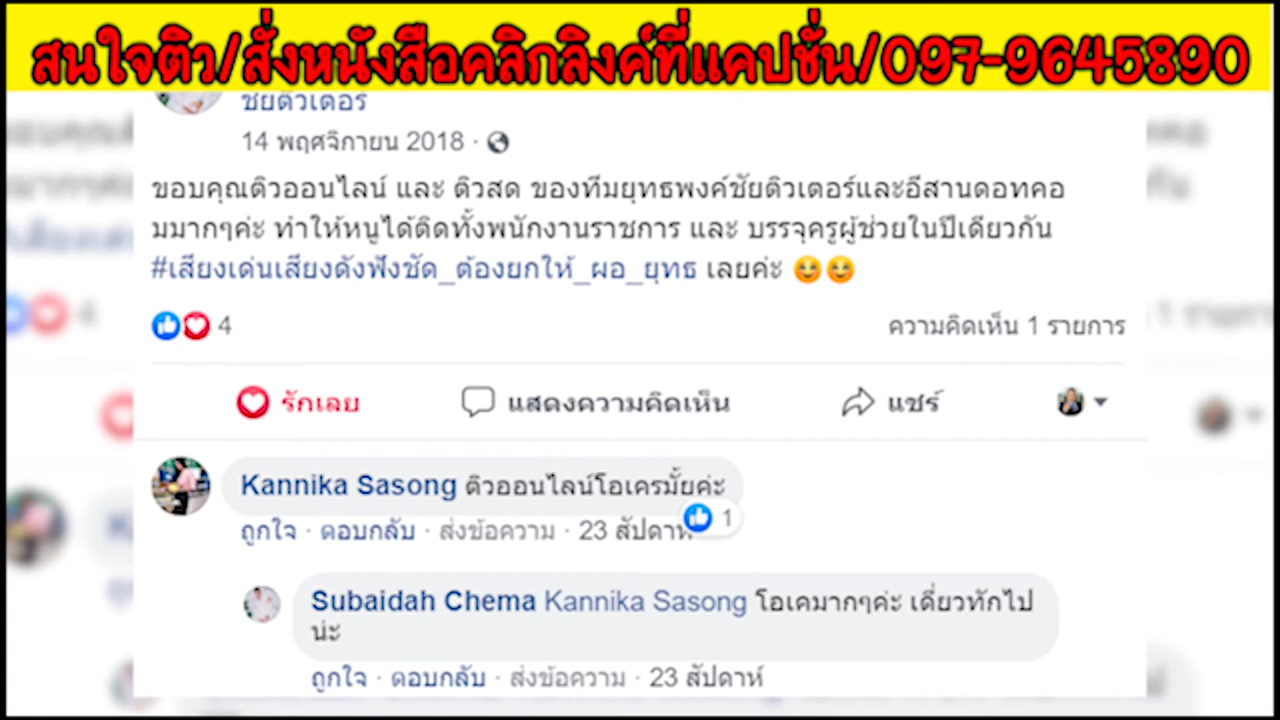 สนใจติว/สั่งหนังสือคลิกลิงค์ที่แคปชั่น/097-9645890
ชัยติวเตอร์
14 พฤศจิกายน 2018 ·
ขอบคุณติวออนไลน์ และ ติวสด ของทีมยุทธพงค์ชัยติวเตอร์และอีสานดอทคอ
มมากๆค่ะ ทำให้หนูได้ติดทั้งพนักงานราชการ และ บรรจุครูผู้ช่วยในปีเดียวกัน
#เสียงเด่นเสียงดังฟังชัด_ต้องยกให้_ผอ_ยุทธ เลยค่ะ 😊😊
4 ความคิดเห็น 1 รายการ
รักเลย แสดงความคิดเห็น แชร์
Kannika Sasong ติวออนไลน์โอเครมั้ยค่ะ
ถูกใจ · ตอบกลับ · ส่งข้อความ · 23 สัปดาห์ 1
Subaidah Chema Kannika Sasong โอเคมากๆค่ะ เดี่ยวทักไป
น่ะ
ถูกใจ · ตอบกลับ · ส่งข้อความ · 23 สัปดาห์